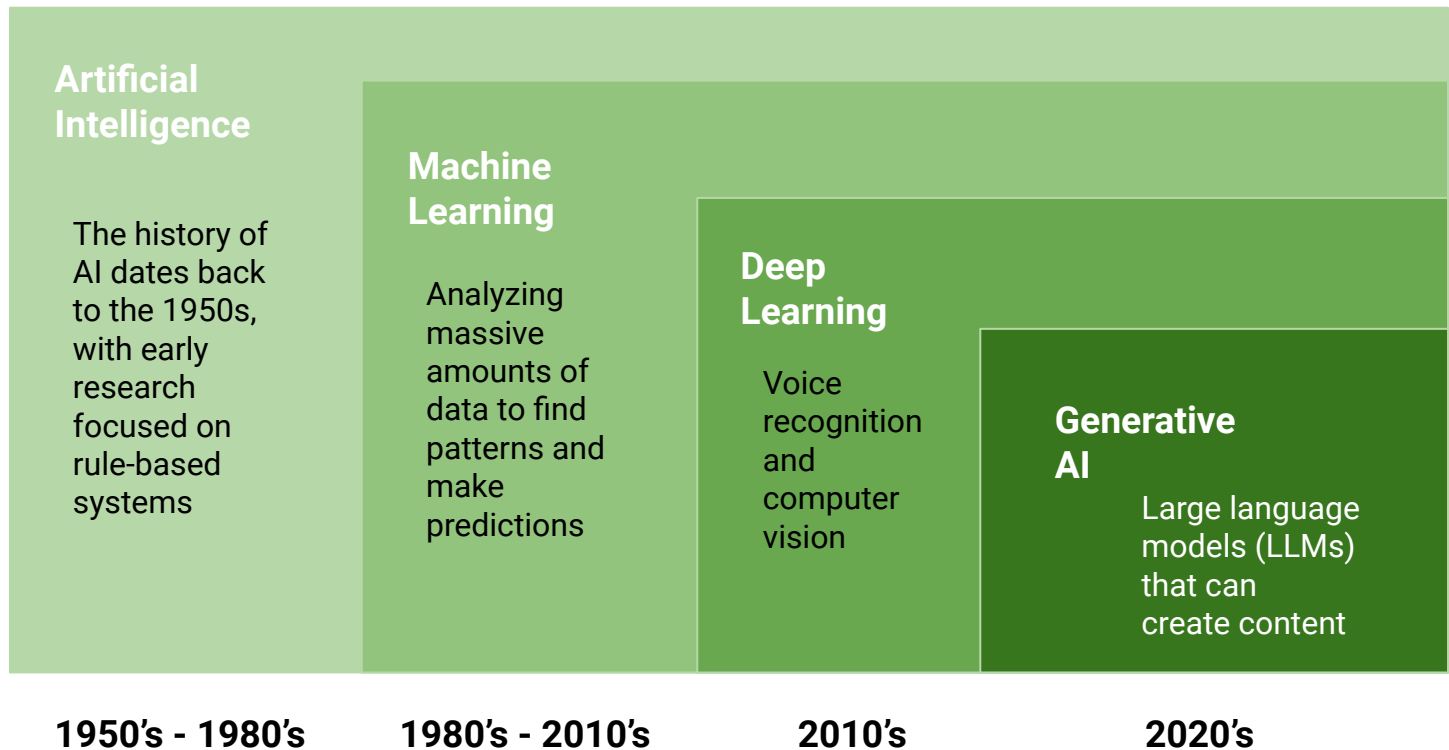 Artificial
Intelligence
The history of
AI dates back
to the 1950s,
with early
research
focused on
rule-based
systems
Machine
Learning
Analyzing
massive
amounts of
data to find
patterns and
make
predictions
Deep
Learning
Voice
recognition
and
computer
vision
Generative
AI
Large language
models (LLMs)
that can
create content
1950’s - 1980’s
1980’s - 2010’s
2010’s
2020’s